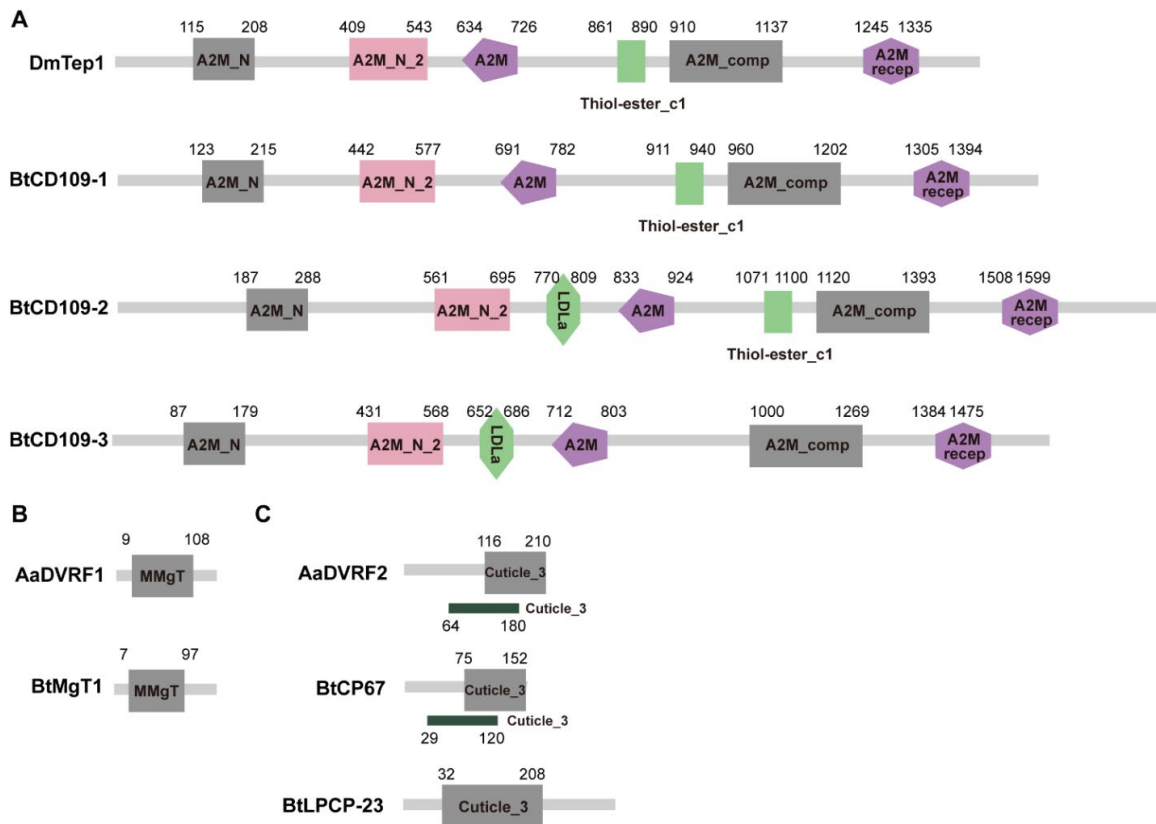 A
115 208 409 543 634 726 861 890 910 1137 1245 1335
DmTep1 A2M_N A2M_N_2 A2M A2M_comp A2M
recep
Thiol-ester_c1
123 215 442 577 691 782 911 940 960 1202 1305 1394
BtCD109-1 A2M_N A2M_N_2 A2M A2M_comp A2M
recep
Thiol-ester_c1
187 288 561 695 770 809 833 924 1071 1100 1120 1393 1508 1599
BtCD109-2 A2M_N A2M_N_2 LDLa A2M A2M_comp A2M
recep
Thiol-ester_c1
87 179 431 568 652 686 712 803 1000 1269 1384 1475
BtCD109-3 A2M_N A2M_N_2 LDLa A2M A2M_comp A2M
recep
B
9 108
AaDVRF1 MMgT
7 97
BtMgT1 MMgT
C
116 210
AaDVRF2 Cuticle_3
Cuticle_3
64 180
75 152
BtCP67 Cuticle_3
Cuticle_3
29 120
32 208
BtLPCP-23 Cuticle_3